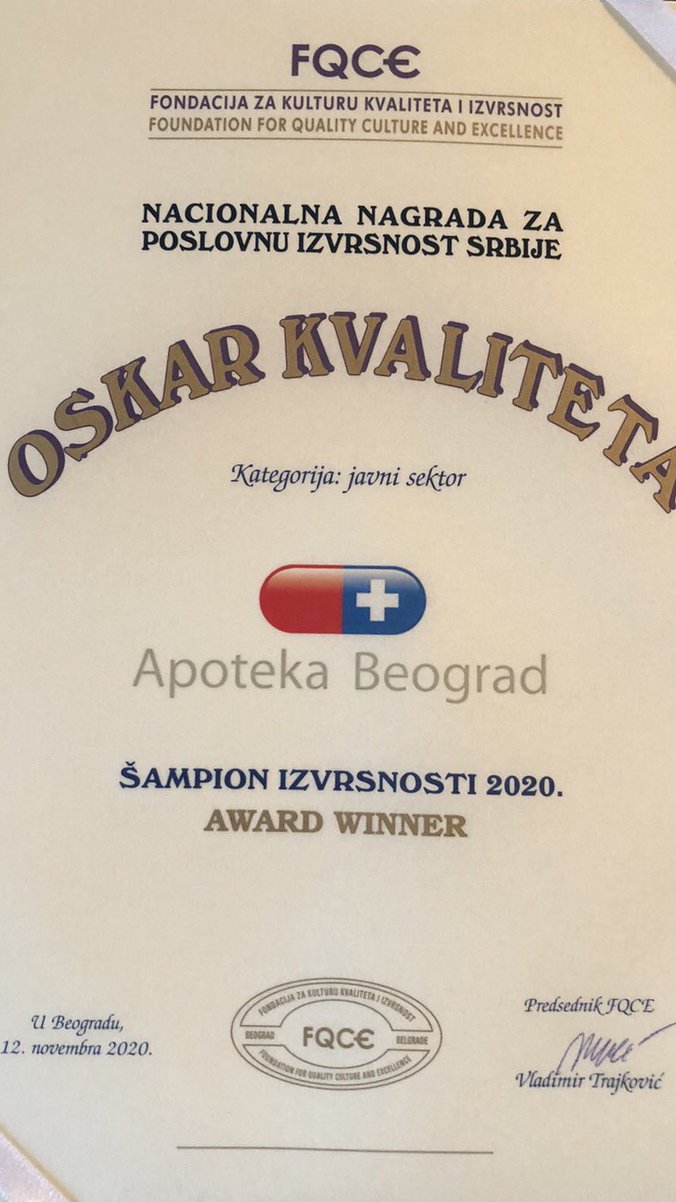 FQCE
FONDACIJA ZA KULTURU KVALITETA I IZVRSNOST
FOUNDATION FOR QUALITY CULTURE AND EXCELLENCE
NACIONALNA NAGRADA ZA
POSLOVNU IZVRSNOST SRBIJE
OSKAR KVALITETA
Kategorija: javni sektor
Apoteka Beograd
ŠAMPION IZVRSNOSTI 2020.
AWARD WINNER
U Beogradu,
12. novembra 2020.
FONDACIJA ZA KULTURU KVALITETA I IZVRSNOST
BEOGRAD FQCE BELGRADE
FOUNDATION FOR QUALITY CULTURE AND EXCELLENCE
Predsednik FQCE
Vladimir Trajković